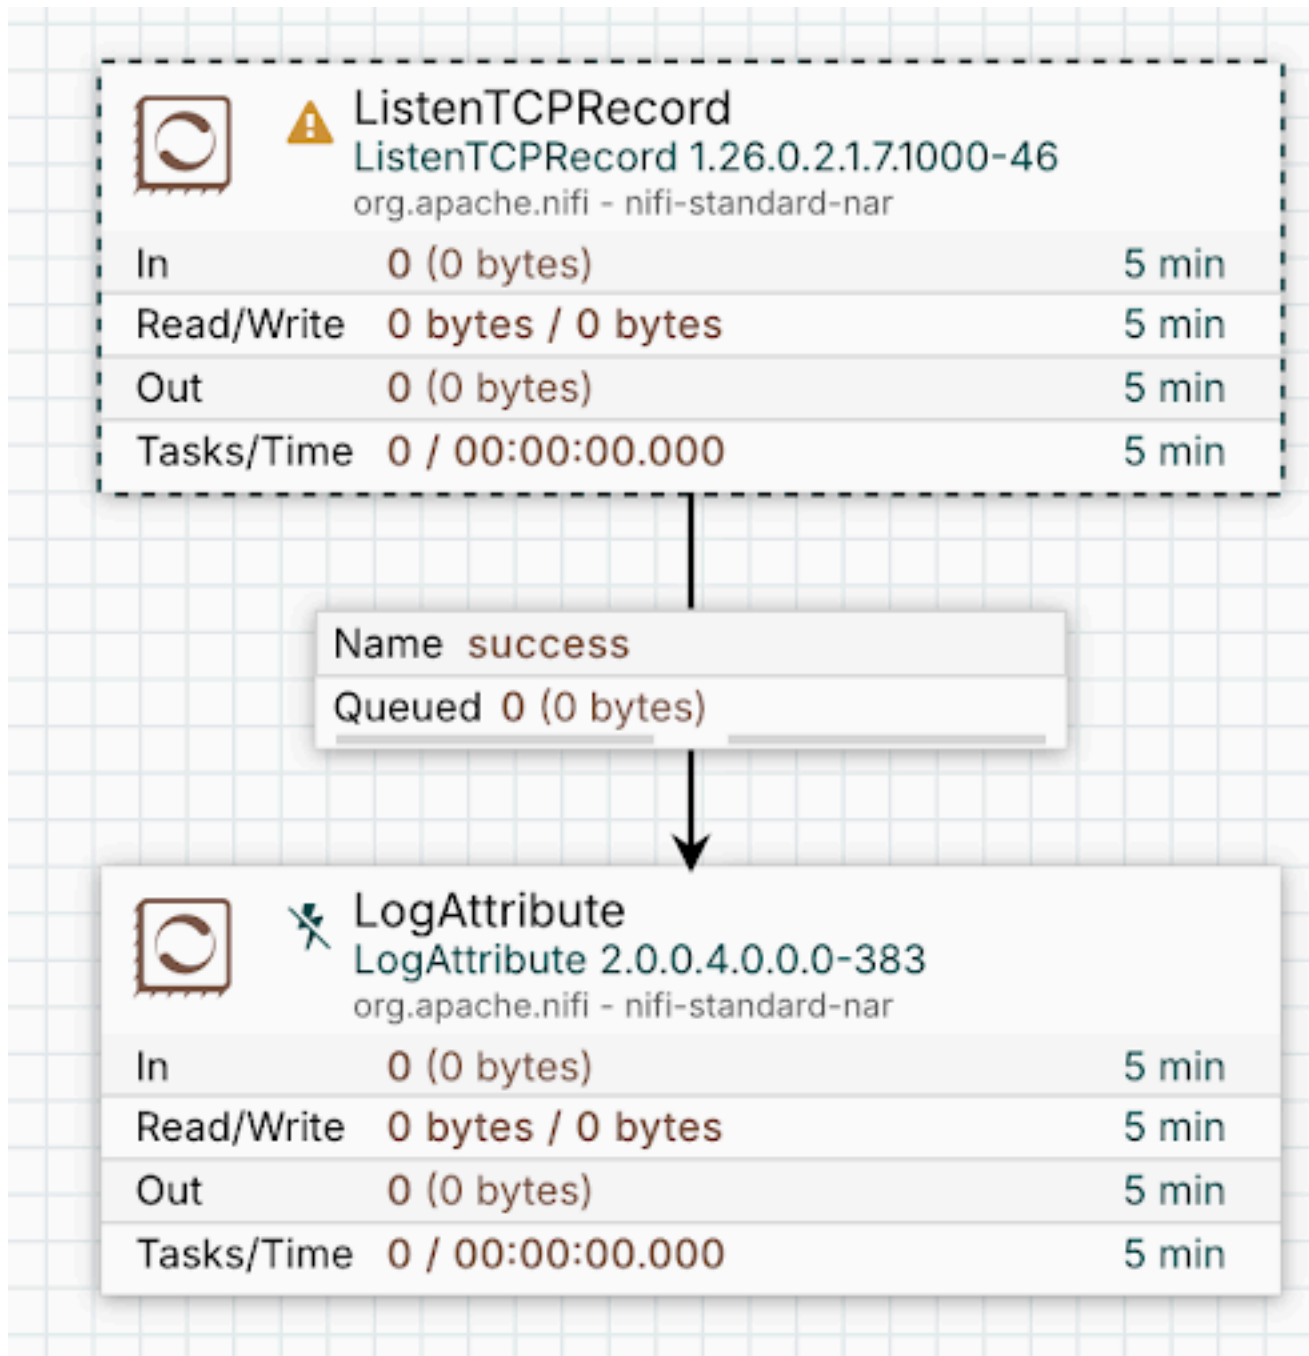 ListenTCPRecord
ListenTCPRecord 1.26.0.2.1.7.1000-46
org.apache.nifi - nifi-standard-nar
In 0 (0 bytes) 5 min
Read/Write 0 bytes / 0 bytes 5 min
Out 0 (0 bytes) 5 min
Tasks/Time 0 / 00:00:00.000 5 min
Name success
Queued 0 (0 bytes)
LogAttribute
LogAttribute 2.0.0.4.0.0.0-383
org.apache.nifi - nifi-standard-nar
In 0 (0 bytes) 5 min
Read/Write 0 bytes / 0 bytes 5 min
Out 0 (0 bytes) 5 min
Tasks/Time 0 / 00:00:00.000 5 min